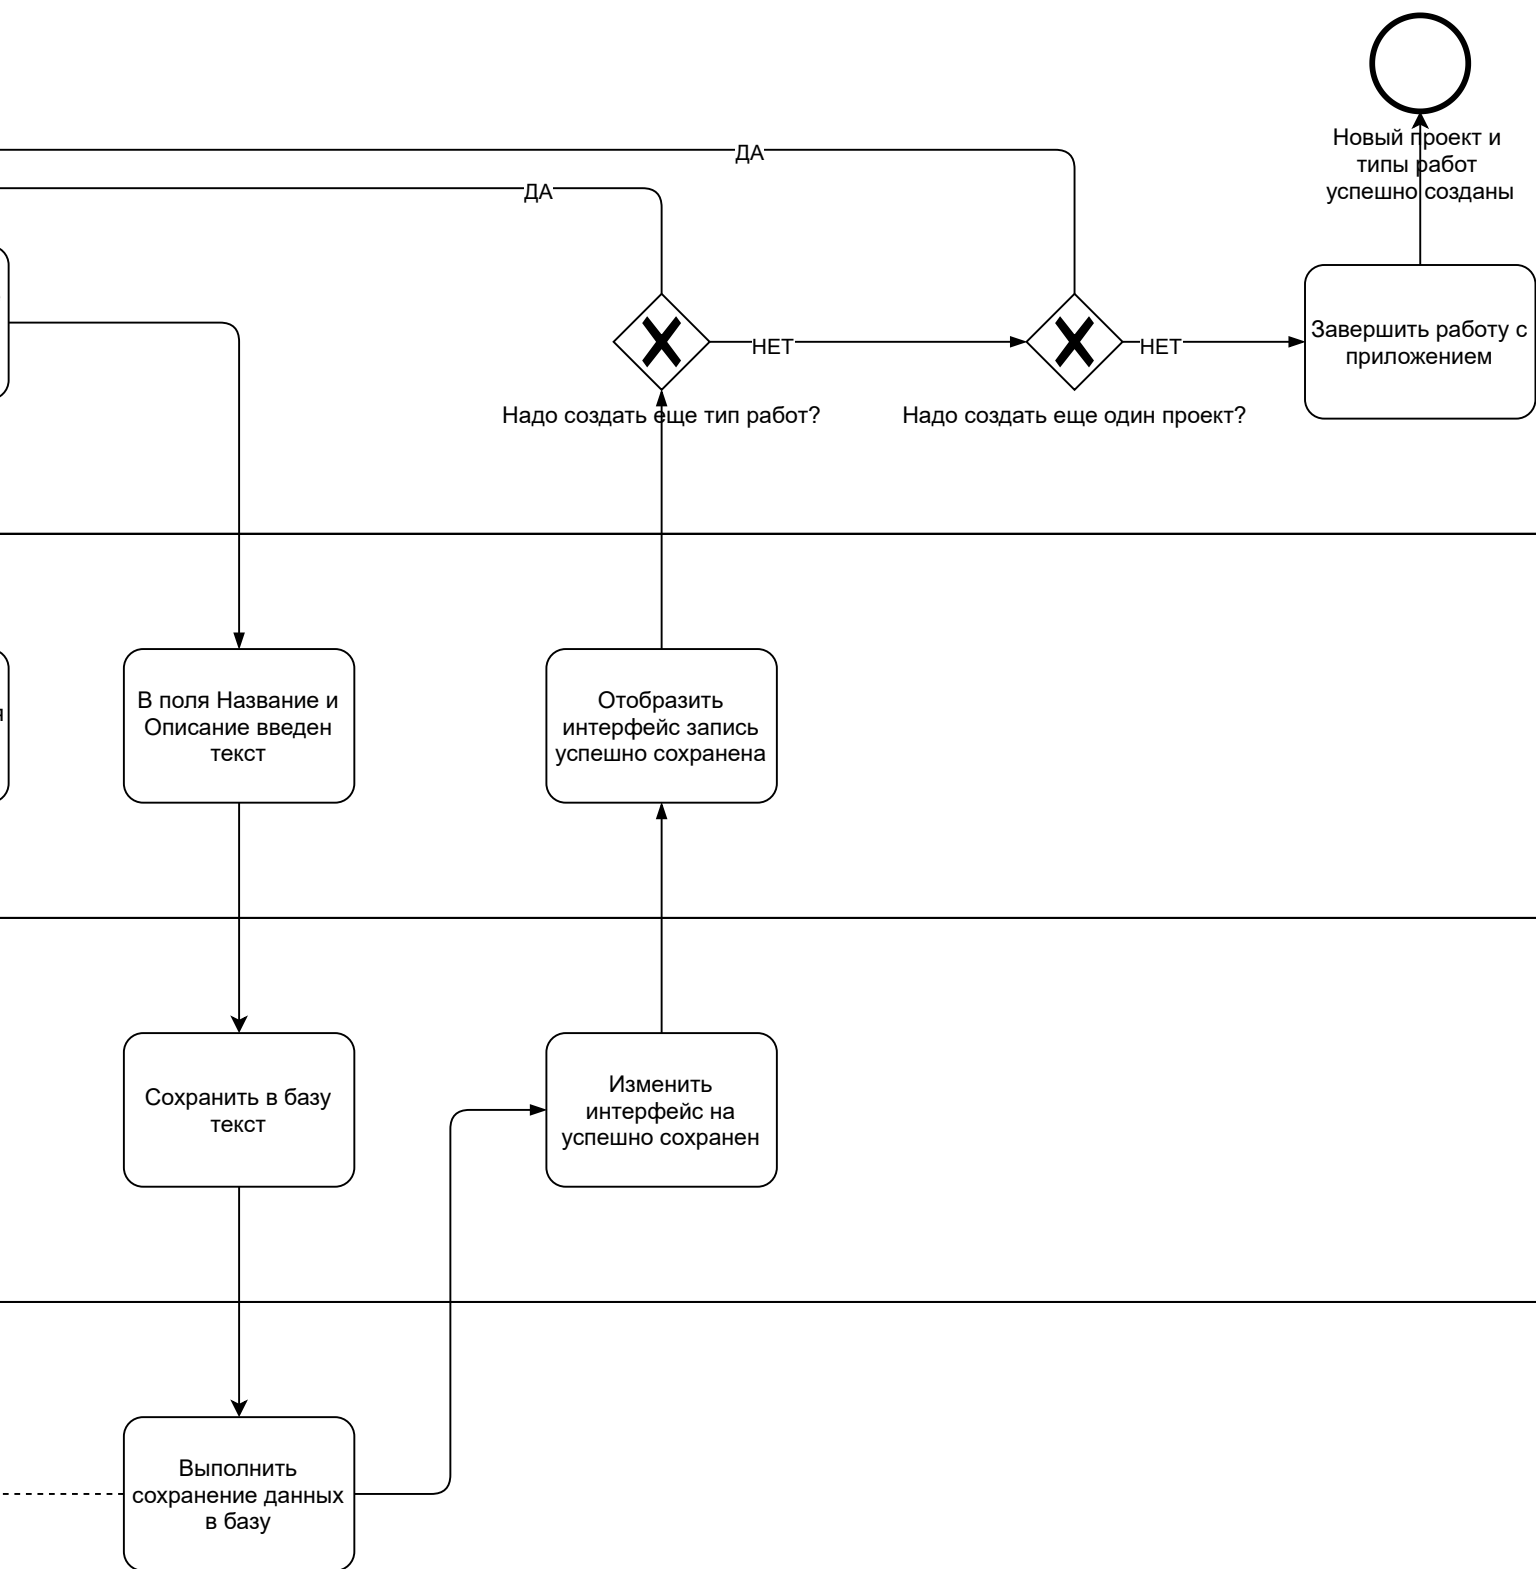 Новый проект и
типы работ
успешно созданы
ДА
ДА
НЕТ
НЕТ
Завершить работу с
приложением
Надо создать еще тип работ?
Надо создать еще один проект?
я
В поля Название и
Описание введен
текст
Отобразить
интерфейс запись
успешно сохранена
Сохранить в базу
текст
Изменить
интерфейс на
успешно сохранен
Выполнить
сохранение данных
в базу